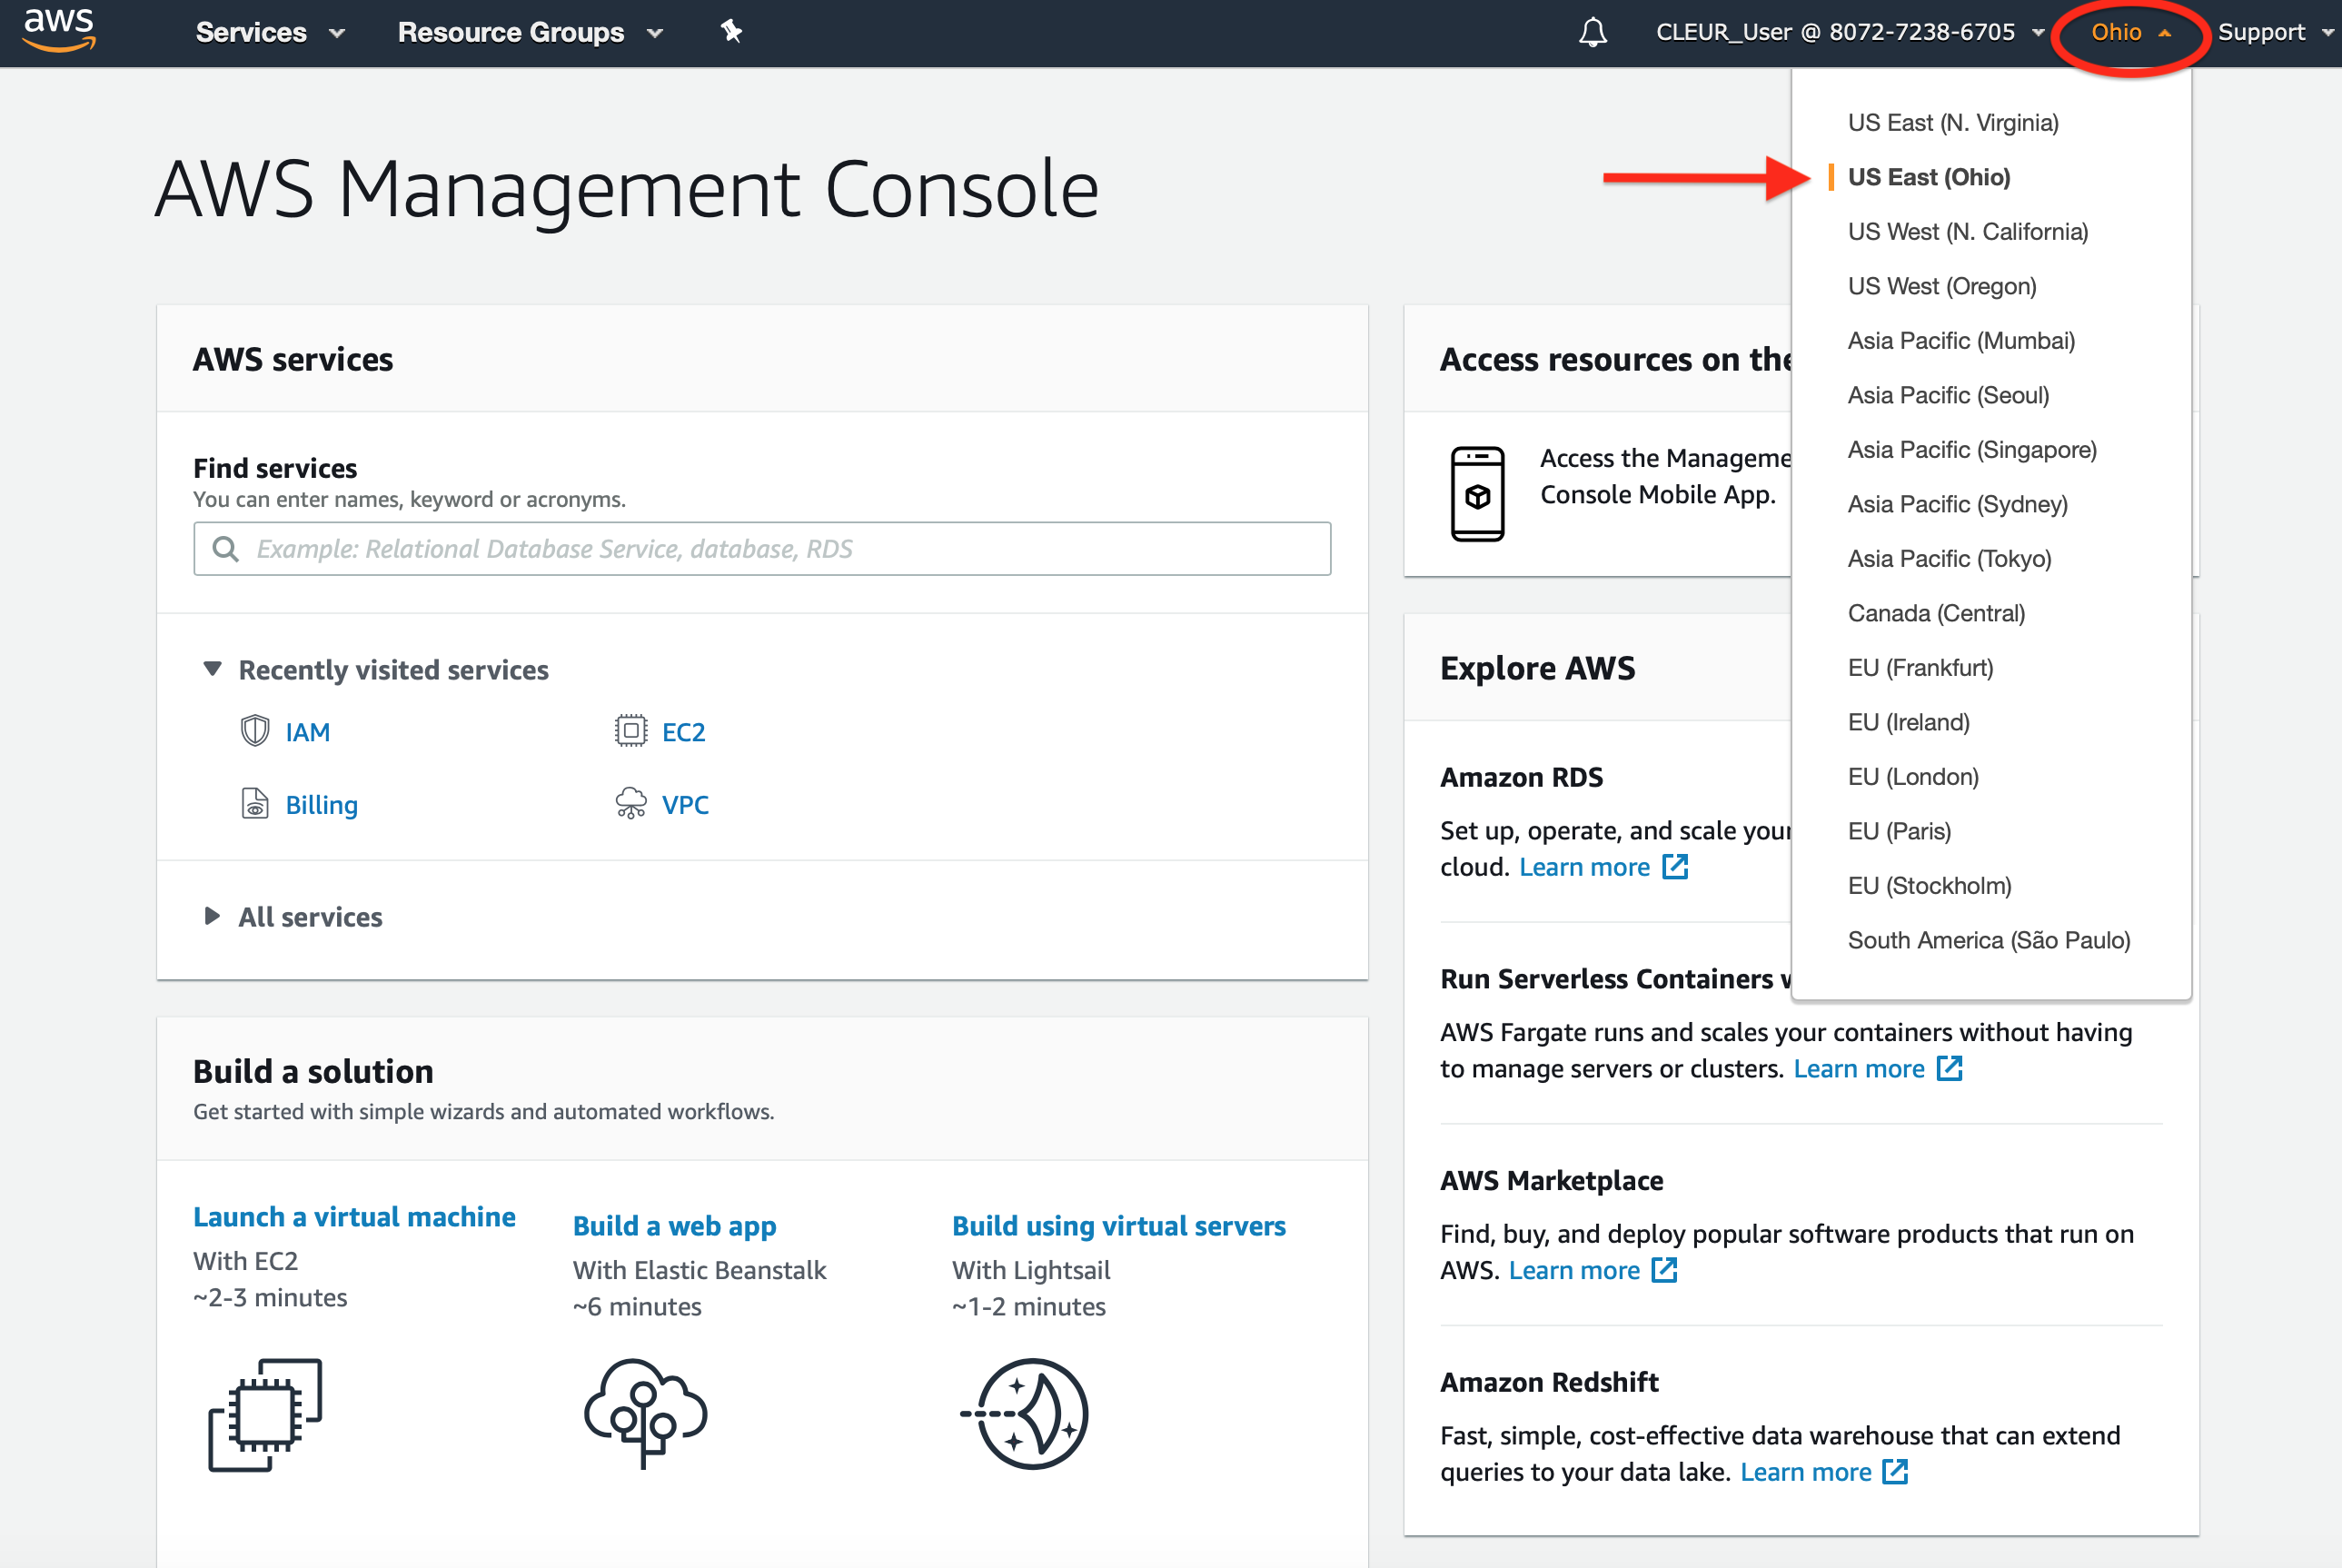 aws
Services
Resource Groups
CLEUR_User @ 8072-7238-6705
Ohio
Support
US East (N. Virginia)
US East (Ohio)
US West (N. California)
US West (Oregon)
Asia Pacific (Mumbai)
Asia Pacific (Seoul)
Asia Pacific (Singapore)
Asia Pacific (Sydney)
Asia Pacific (Tokyo)
Canada (Central)
EU (Frankfurt)
EU (Ireland)
EU (London)
EU (Paris)
EU (Stockholm)
South America (São Paulo)
AWS Management Console
AWS services
Find services
You can enter names, keyword or acronyms.
Example: Relational Database Service, database, RDS
Recently visited services
IAM
EC2
Billing
VPC
All services
Build a solution
Get started with simple wizards and automated workflows.
Launch a virtual machine
With EC2
~2-3 minutes
Build a web app
With Elastic Beanstalk
~6 minutes
Build using virtual servers
With Lightsail
~1-2 minutes
Access resources on the
Access the Manageme
Console Mobile App.
Explore AWS
Amazon RDS
Set up, operate, and scale your
cloud. Learn more
Run Serverless Containers
AWS Fargate runs and scales your containers without having
to manage servers or clusters. Learn more
AWS Marketplace
Find, buy, and deploy popular software products that run on
AWS. Learn more
Amazon Redshift
Fast, simple, cost-effective data warehouse that can extend
queries to your data lake. Learn more